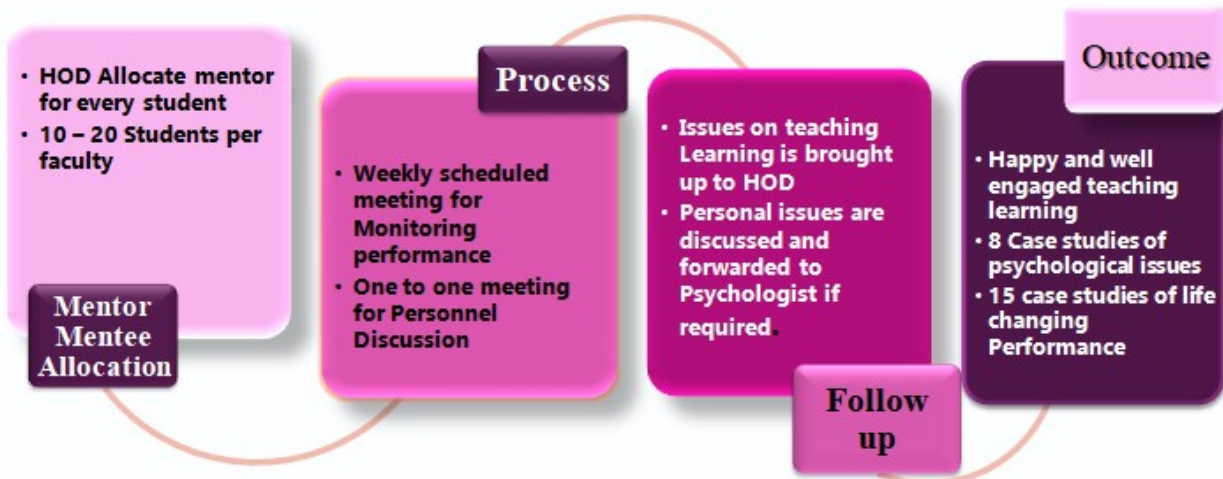 • HOD Allocate mentor
for every student
• 10 – 20 Students per
faculty
Mentor
Mentee
Allocation
Process
• Weekly scheduled
meeting for
Monitoring
performance
• One to one meeting
for Personnel
Discussion
• Issues on teaching
Learning is brought
up to HOD
• Personal issues are
discussed and
forwarded to
Psychologist if
required.
Follow
up
Outcome
• Happy and well
engaged teaching
learning
• 8 Case studies of
psychological issues
• 15 case studies of life
changing
Performance